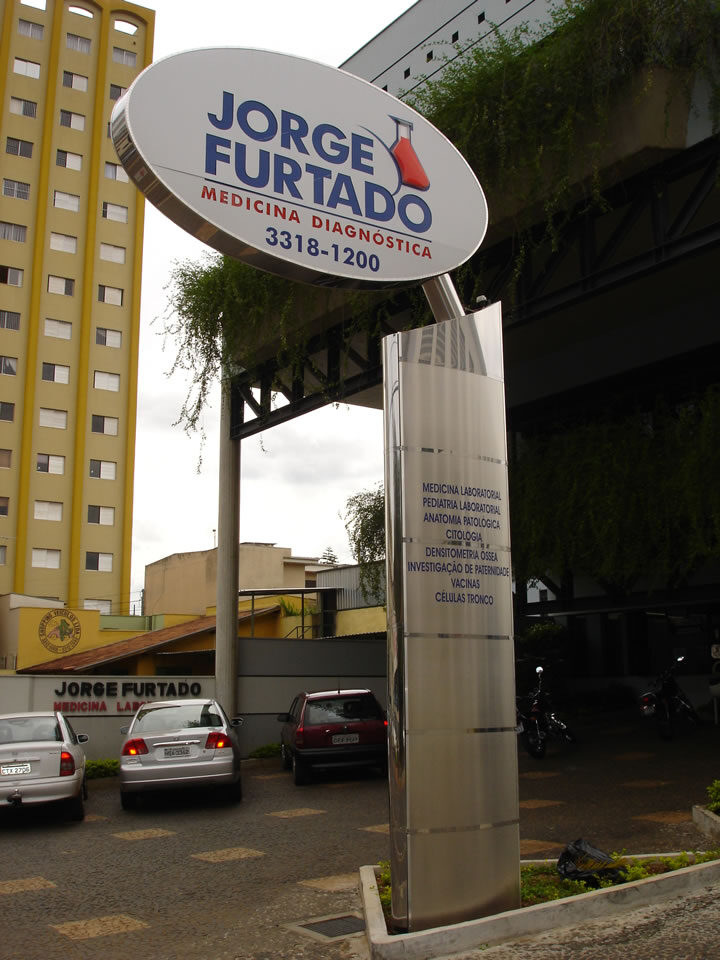 JORGE
FURTADO
MEDICINA DIAGNÓSTICA
3318-1200
MEDICINA LABORATORIAL
PEDIATRIA LABORATORIAL
ANATOMIA PATOLÓGICA
CITOLOGIA
DENSITOMETRIA ÓSSEA
INVESTIGAÇÃO DE PATERNIDADE
VACINAS
CÉLULAS TRONCO
JORGE FURTADO
MEDICINA